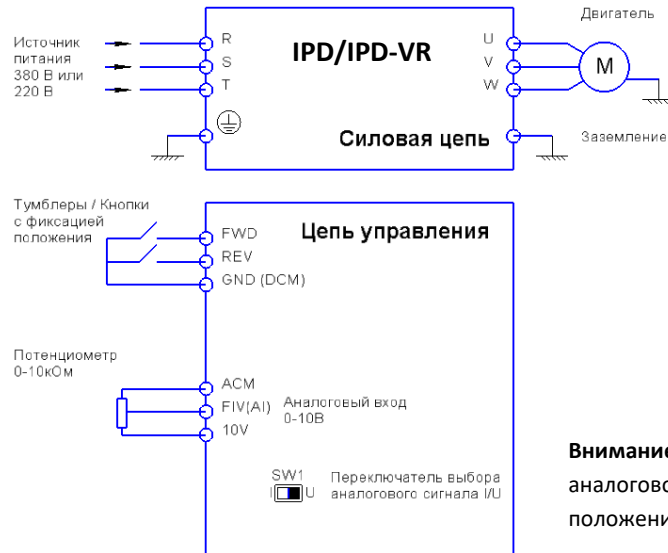 Двигатель
Источник
питания
380 В или
220 В
R
S
T
IPD/IPD-VR
U
V
W
M
Силовая цепь
Заземление
Тумблеры / Кнопки
с фиксацией
положения
FWD
REV
GND (DCM)
Цепь управления
Потенциометр
0-10кОм
ACM
FIV(AI)
10V
Аналоговый вход
0-10В
SW1
I
U
Переключатель выбора
аналогового сигнала I/U
Внимание
аналогово
положени